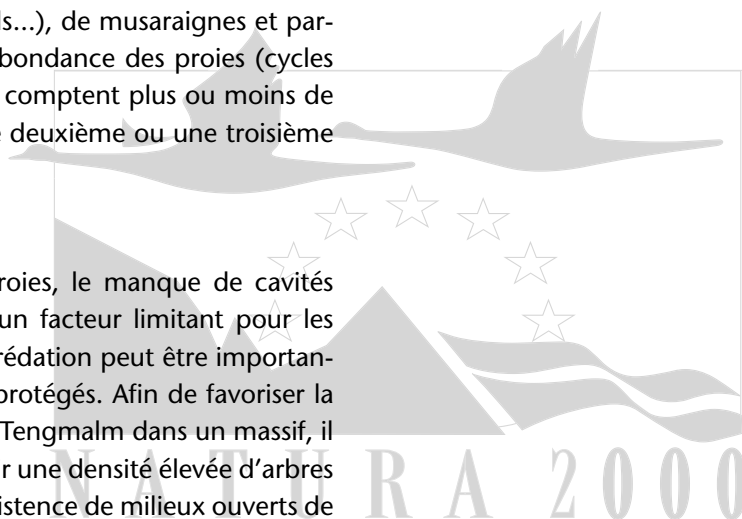 ls...), de musaraignes et par-
bondance des proies (cycles
comptent plus ou moins de
deuxième ou une troisième
roies, le manque de cavités
un facteur limitant pour les
rédation peut être importan-
protégés. Afin de favoriser la
Tengmalm dans un massif, il
r une densité élevée d'arbres
istence de milieux ouverts de
NATURA 2000